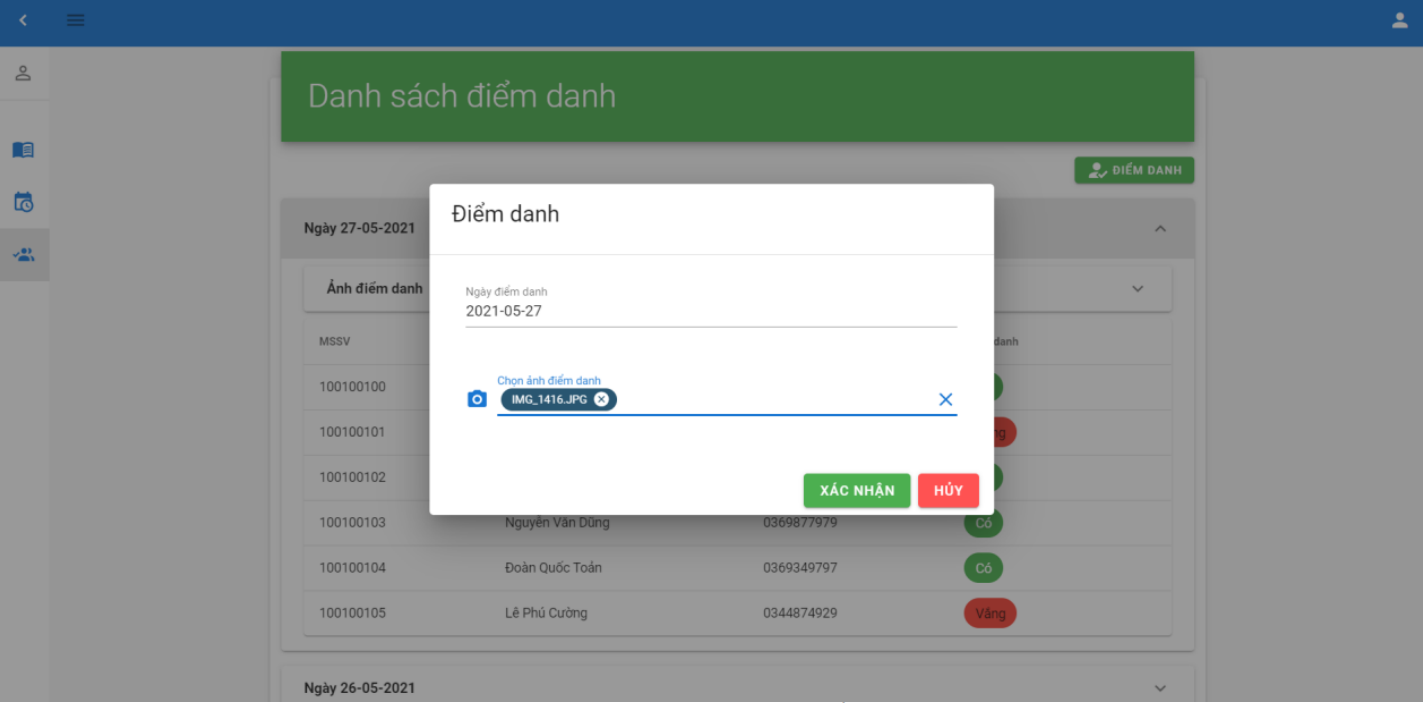 Danh sách điểm danh
ĐIỂM DANH
Điểm danh
Ngày 27-05-2021
Ảnh điểm danh
Ngày điểm danh
2021-05-27
MSSV
danh
Chọn ảnh điểm danh
100100100
IMG_1416.JPG
100100101
100100102
XÁC NHẬN HỦY
100100103 Nguyễn Văn Dũng 0369877979 Có
100100104 Đoàn Quốc Toản 0369349797 Có
100100105 Lê Phú Cường 0344874929 Vắng
Ngày 26-05-2021